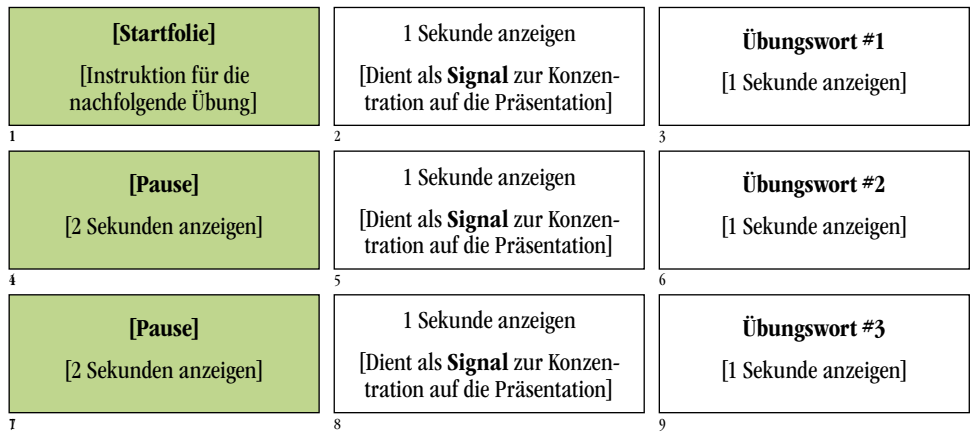 [Startfolie]
[Instruktion für die
nachfolgende Übung]
1
1 Sekunde anzeigen
[Dient als Signal zur Konzen-
tration auf die Präsentation]
2
Übungswort #1
[1 Sekunde anzeigen]
3
[Pause]
[2 Sekunden anzeigen]
4
1 Sekunde anzeigen
[Dient als Signal zur Konzen-
tration auf die Präsentation]
5
Übungswort #2
[1 Sekunde anzeigen]
6
[Pause]
[2 Sekunden anzeigen]
7
1 Sekunde anzeigen
[Dient als Signal zur Konzen-
tration auf die Präsentation]
8
Übungswort #3
[1 Sekunde anzeigen]
9